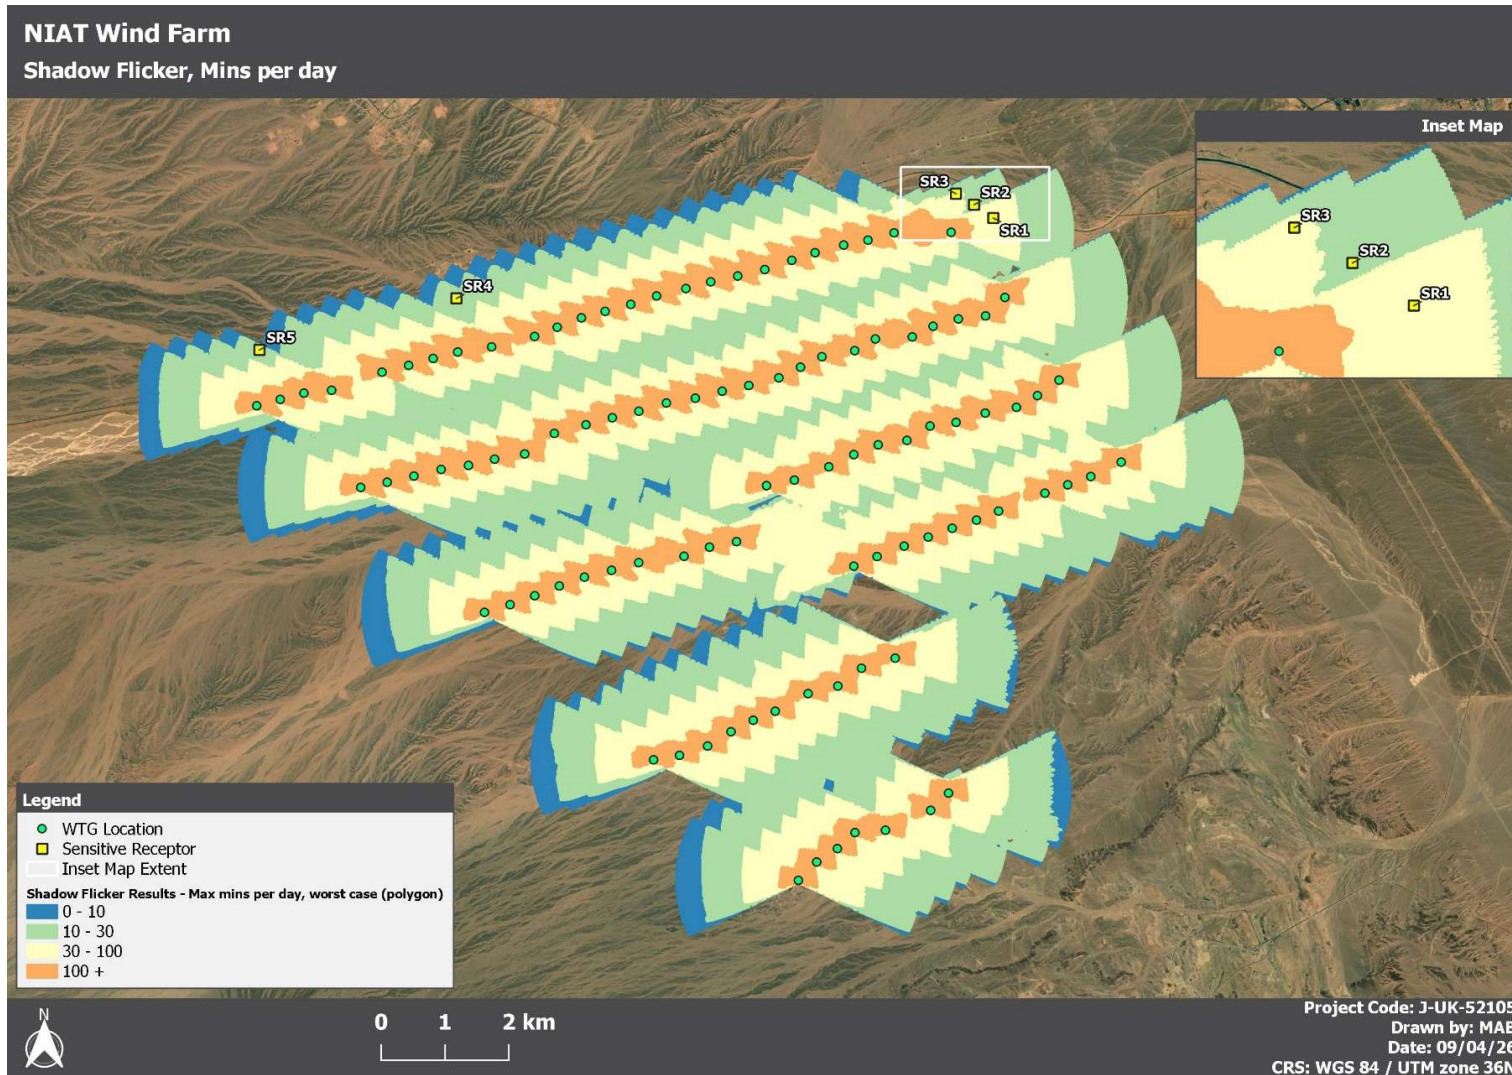 NIAT Wind Farm
Shadow Flicker, Mins per day
Inset Map
SR3
SR2
SR1
SR3
SR2
SR1
SR4
SR5
Legend
WTG Location
Sensitive Receptor
Inset Map Extent
Shadow Flicker Results - Max mins per day, worst case (polygon)
0 - 10
10 - 30
30 - 100
100 +
N
0 1 2 km
Project Code: J-UK-52105
Drawn by: MAB
Date: 09/04/26
CRS: WGS 84 / UTM zone 36N